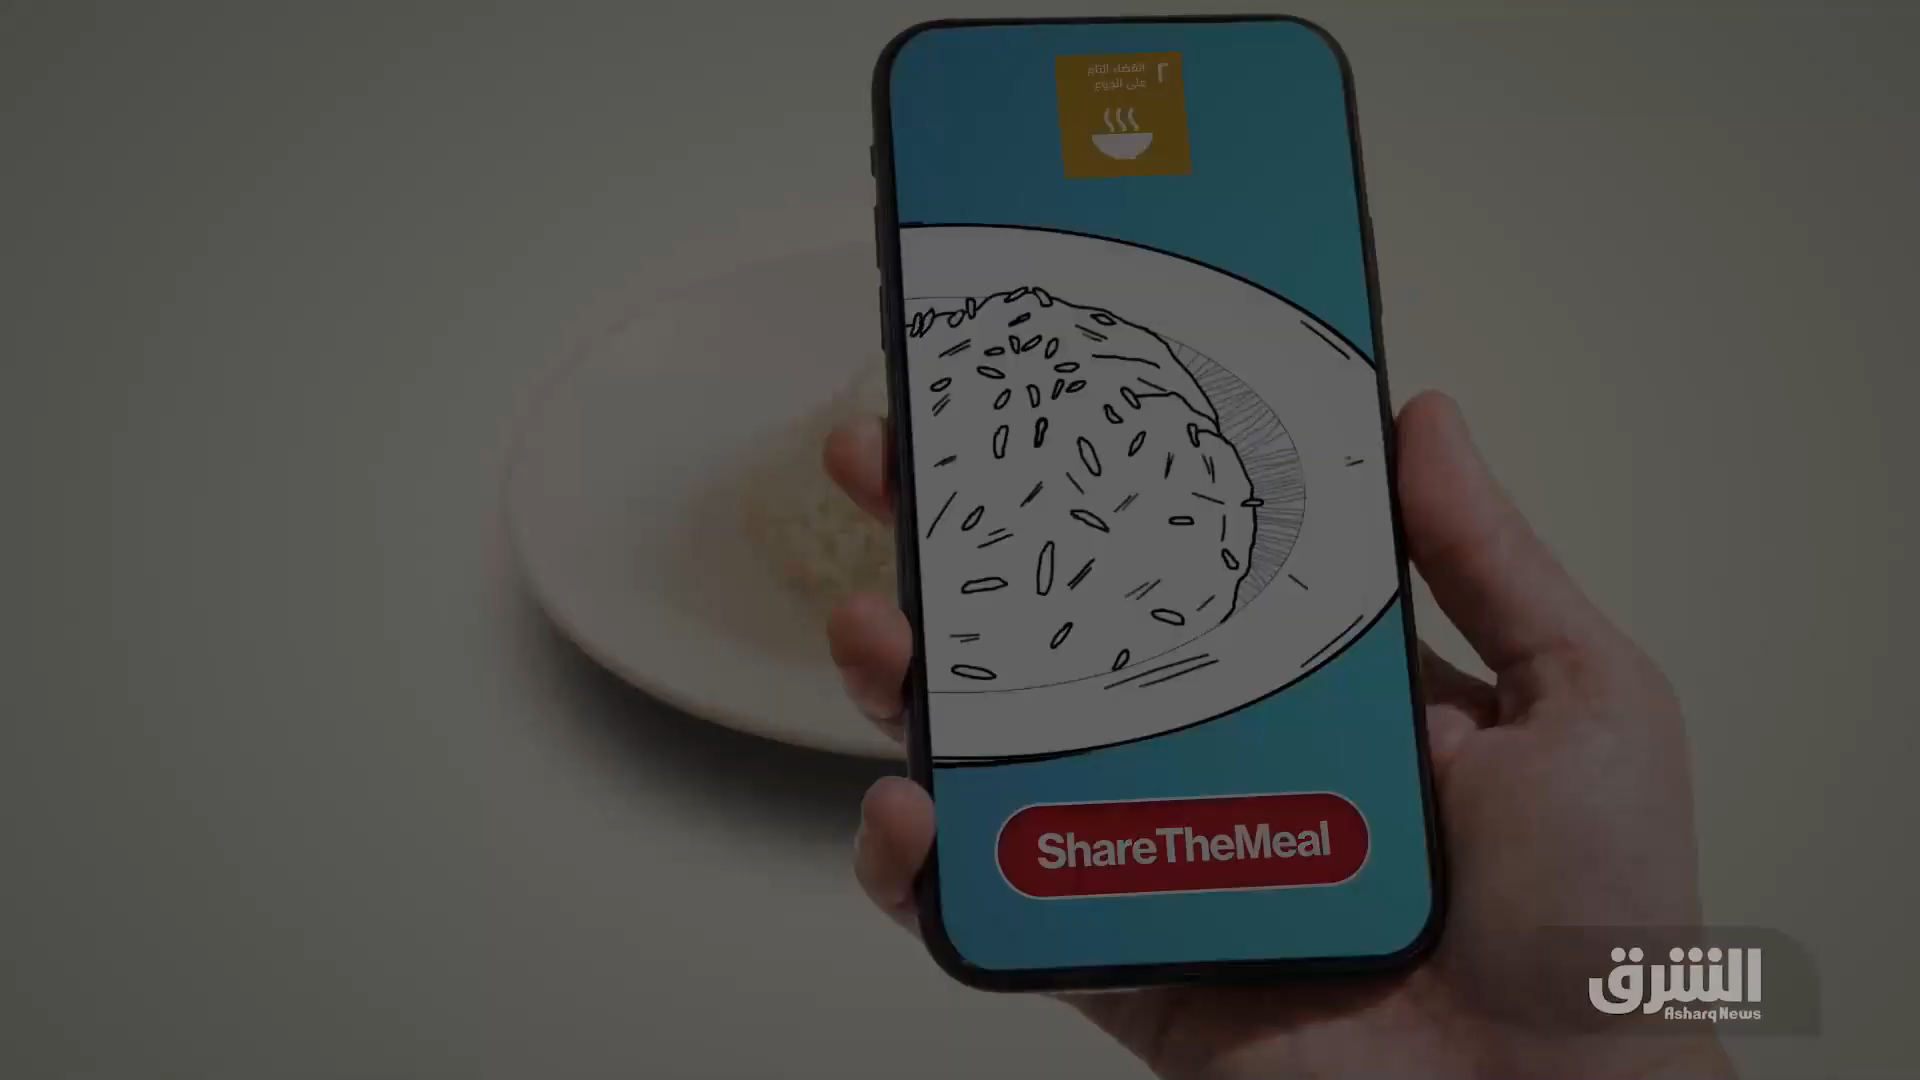 ٢
القضاء التام
على الجوع
ShareTheMeal
الشرق
Asharq News